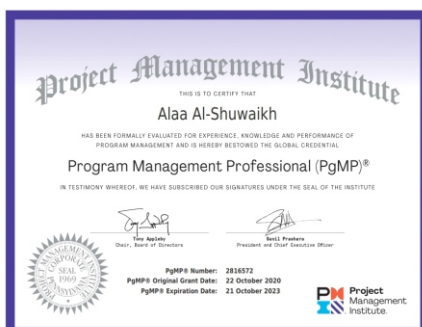 Project Management Institute
THIS IS TO CERTIFY THAT
Alaa Al-Shuwaikh
HAS BEEN FORMALLY EVALUATED FOR EXPERIENCE, KNOWLEDGE AND PERFORMANCE OF
PROGRAM MANAGEMENT AND IS HEREBY BESTOWED THE GLOBAL CREDENTIAL
Program Management Professional (PgMP)®
IN TESTIMONY WHEREOF, WE HAVE SUBSCRIBED OUR SIGNATURES UNDER THE SEAL OF THE INSTITUTE
Tony Appleby
Chair, Board of Directors
President and Chief Executive Officer
SEAL
1969
PgMP® Number: 2816572
PgMP® Original Grant Date: 22 October 2020
PgMP® Expiration Date: 21 October 2023
Project
Management
Institute.